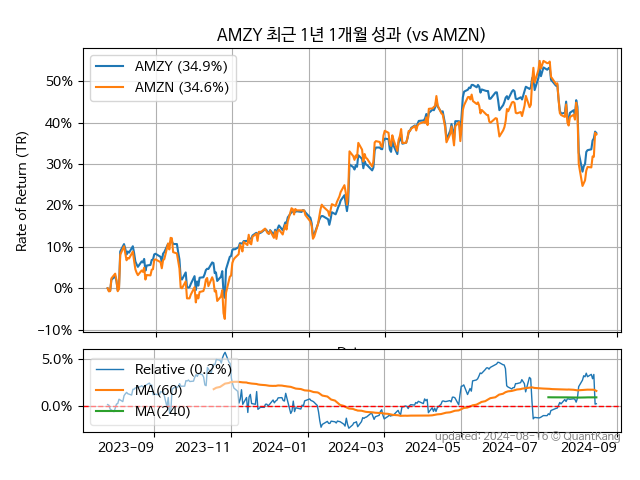 AMZY 최근 1년 1개월 성과 (vs AMZN)
AMZY (34.9%)
AMZN (34.6%)
Rate of Return (TR)
50%
40%
30%
20%
10%
0%
−10%
5.0%
0.0%
Relative (0.2%)
MA(60)
MA(240)
updated: 2024-08-16 © QuantKang
2023-09 2023-11 2024-01 2024-03 2024-05 2024-07 2024-09